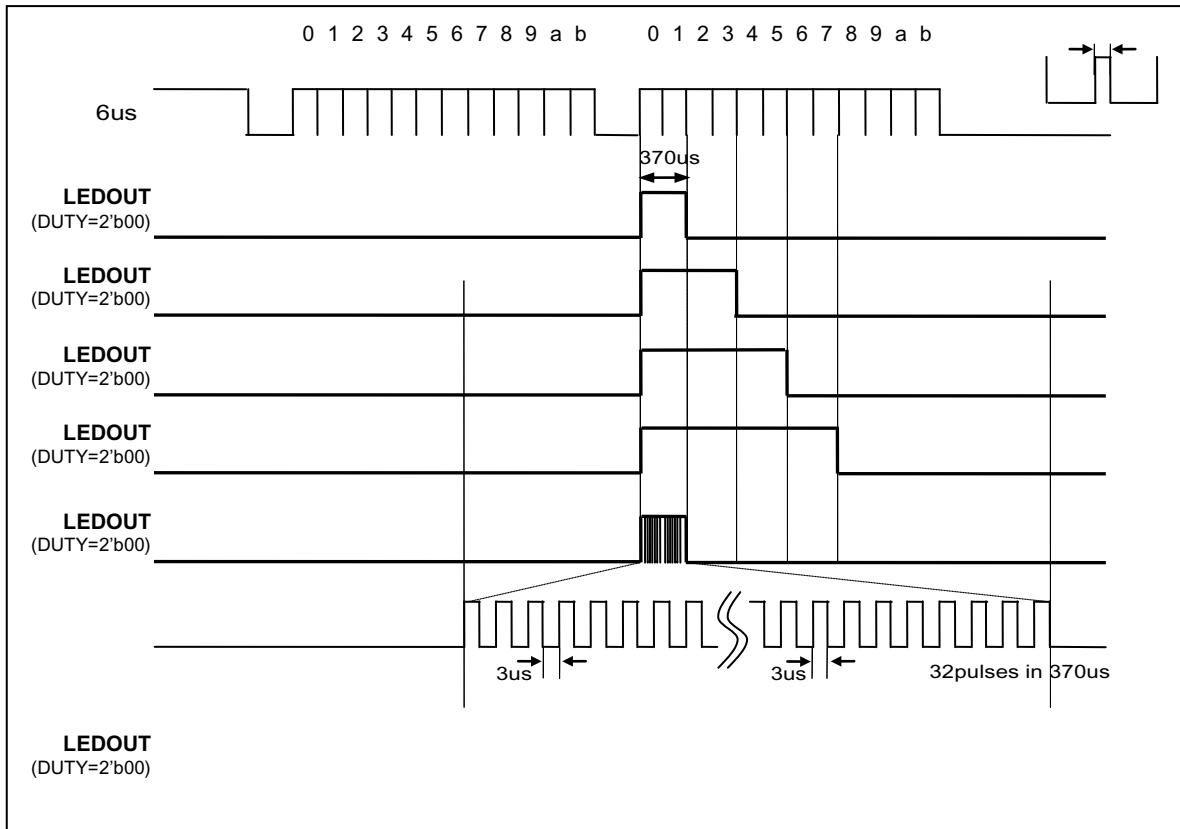 0 1 2 3 4 5 6 7 8 9 a b 0 1 2 3 4 5 6 7 8 9 a b
6us
370us
LEDOUT
(DUTY=2'b00)
LEDOUT
(DUTY=2'b00)
LEDOUT
(DUTY=2'b00)
LEDOUT
(DUTY=2'b00)
LEDOUT
(DUTY=2'b00)
3us 3us 32pulses in 370us
LEDOUT
(DUTY=2'b00)